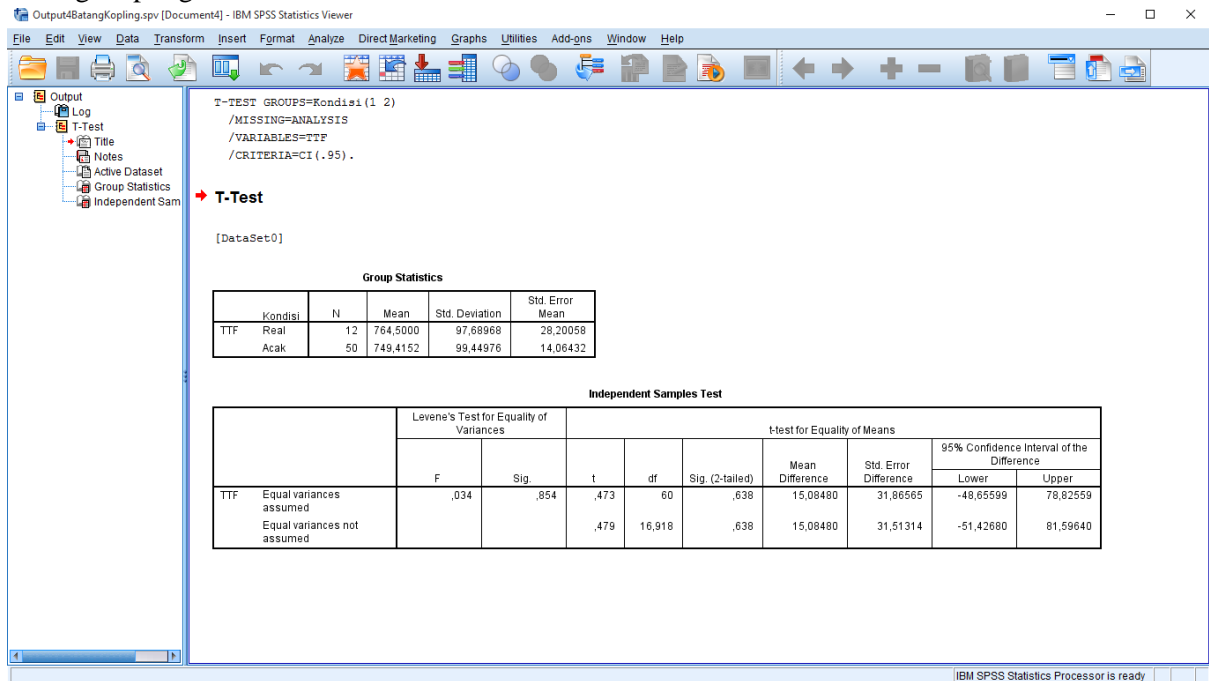 Output4BatangKopling.spv [Document4] - IBM SPSS Statistics Viewer
File Edit View Data Transform Insert Format Analyze Direct Marketing Graphs Utilities Add-ons Window Help
Output
Log
T-Test
Title
Notes
Active Dataset
Group Statistics
Independent Sam
T-TEST GROUPS=Kondisi(1 2)
/MISSING=ANALYSIS
/VARIABLES=TTF
/CRITERIA=CI(.95).
T-Test
[DataSet0]
Group Statistics
Kondisi N Mean Std. Deviation Std. Error Mean
TTF Real 12 764,5000 97,68968 28,20058
Acak 50 749,4152 99,44976 14,06432
Independent Samples Test
Levene's Test for Equality of Variances t-test for Equality of Means
95% Confidence Interval of the Difference
F Sig. t df Sig. (2-tailed) Mean Difference Std. Error Difference Lower Upper
TTF Equal variances assumed ,034 ,854 ,473 60 ,638 15,08480 31,86565 -48,65599 78,82559
Equal variances not assumed ,479 16,918 ,638 15,08480 31,51314 -51,42680 81,59640
IBM SPSS Statistics Processor is ready